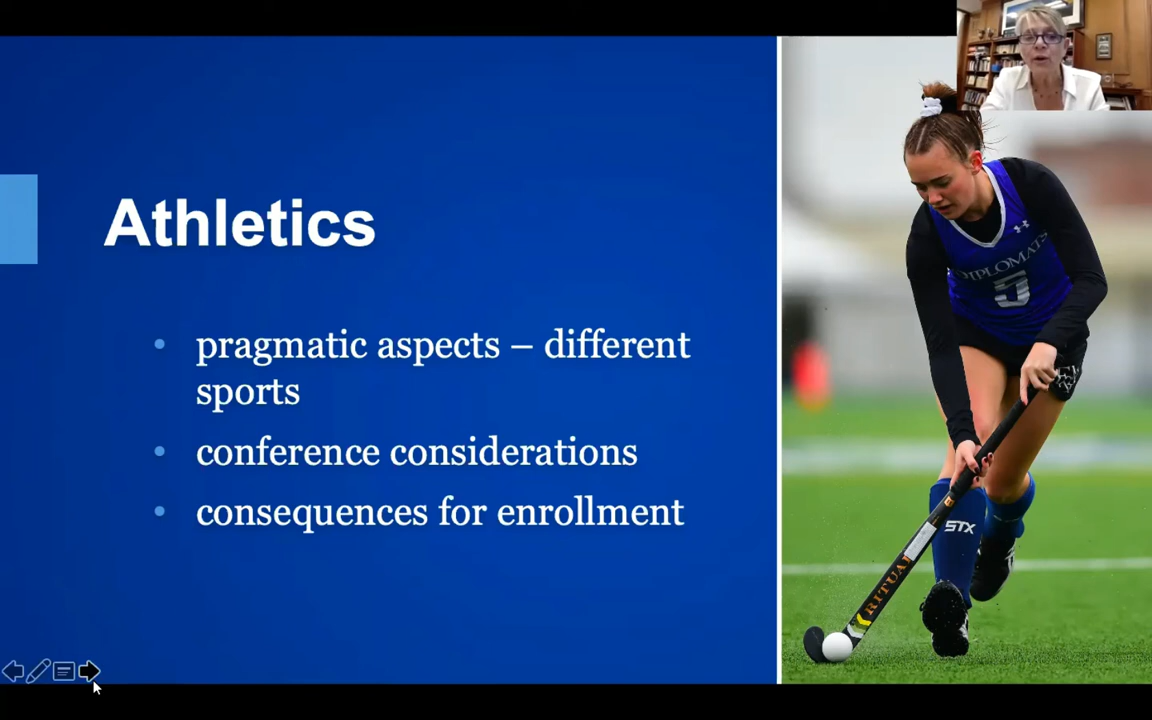 Athletics
• pragmatic aspects – different
sports
• conference considerations
• consequences for enrollment
DIPLOMATS
5
STX
RITUAL